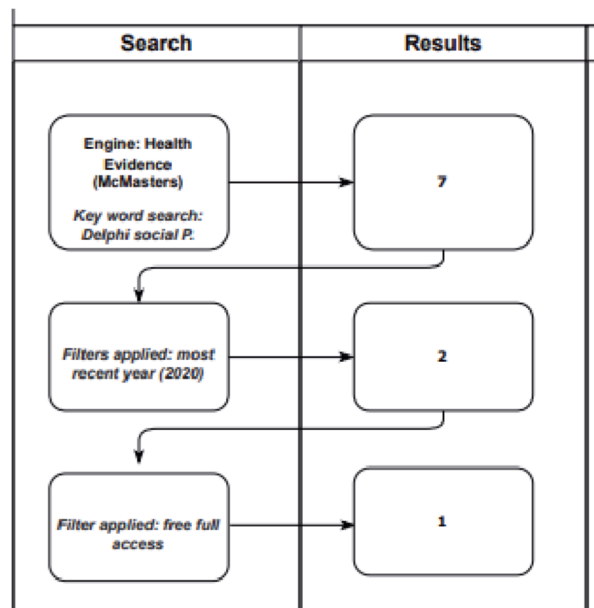 Search
Results
Engine: Health
Evidence
(McMasters)
Key word search:
Delphi social P.
7
Filters applied: most
recent year (2020)
2
Filter applied: free full
access
1